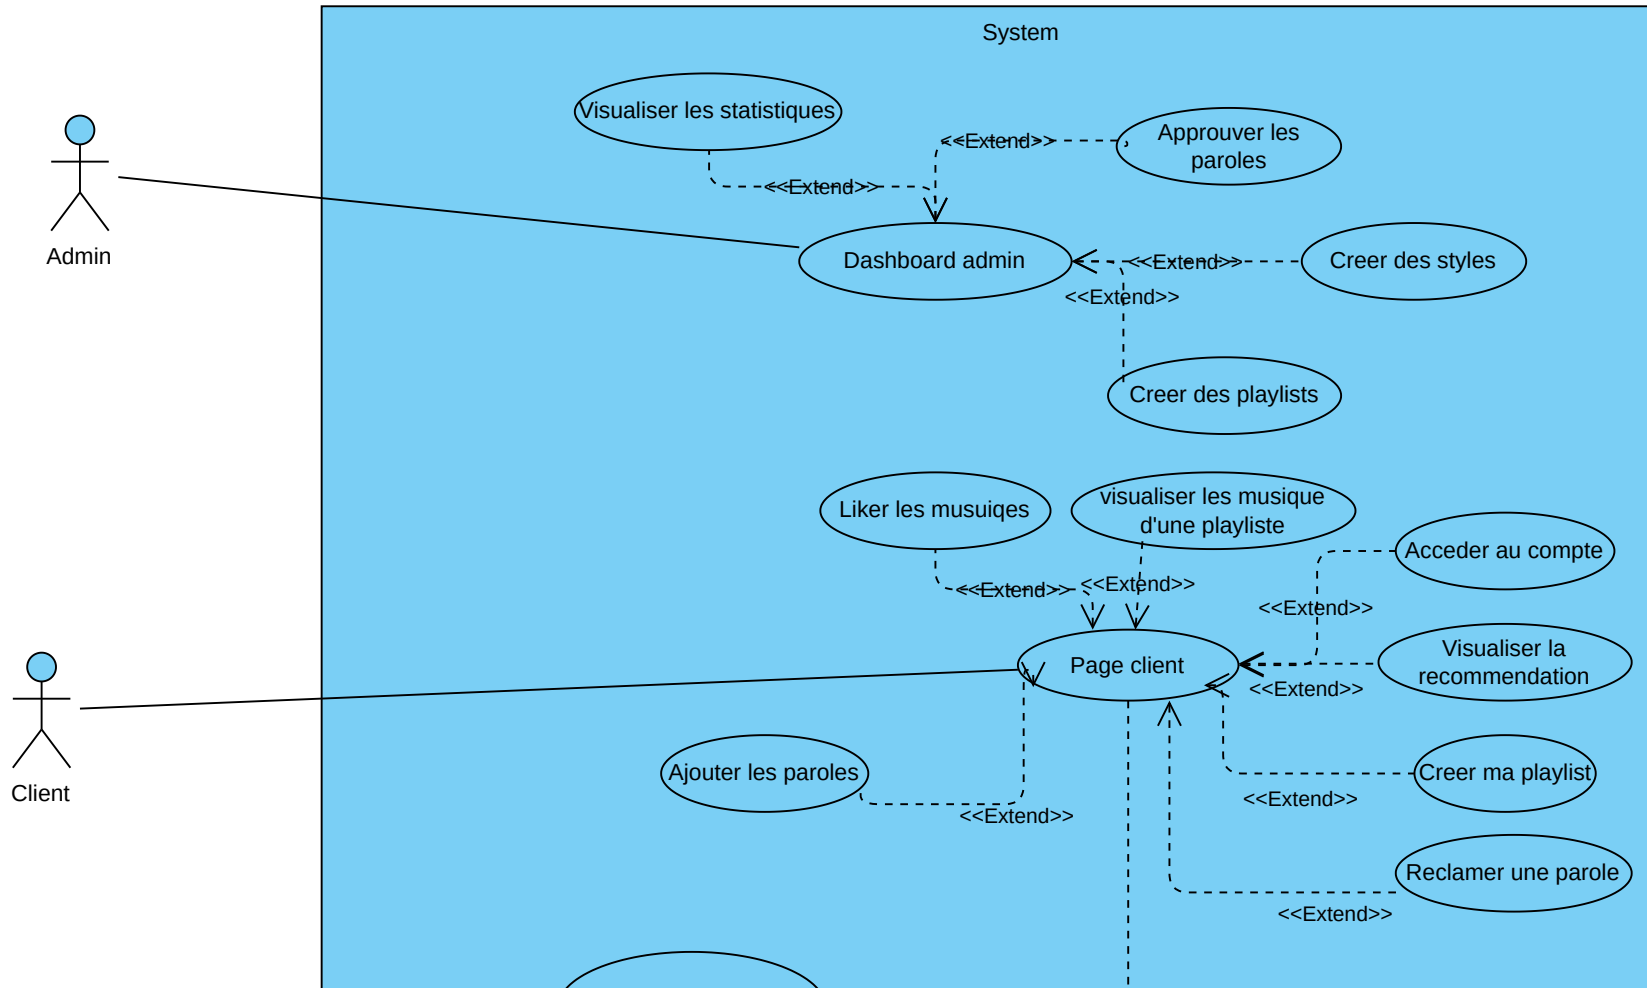 System
Visualiser les statistiques
<<Extend>>
Approuver les
paroles
<<Extend>>
Admin
Dashboard admin
<<Extend>>
Creer des styles
<<Extend>>
Creer des playlists
Liker les musuiqes
visualiser les musique
d'une playliste
Acceder au compte
<<Extend>>
<<Extend>>
<<Extend>>
Visualiser la
recommendation
Page client
<<Extend>>
Client
Ajouter les paroles
Creer ma playlist
<<Extend>>
<<Extend>>
Reclamer une parole
<<Extend>>